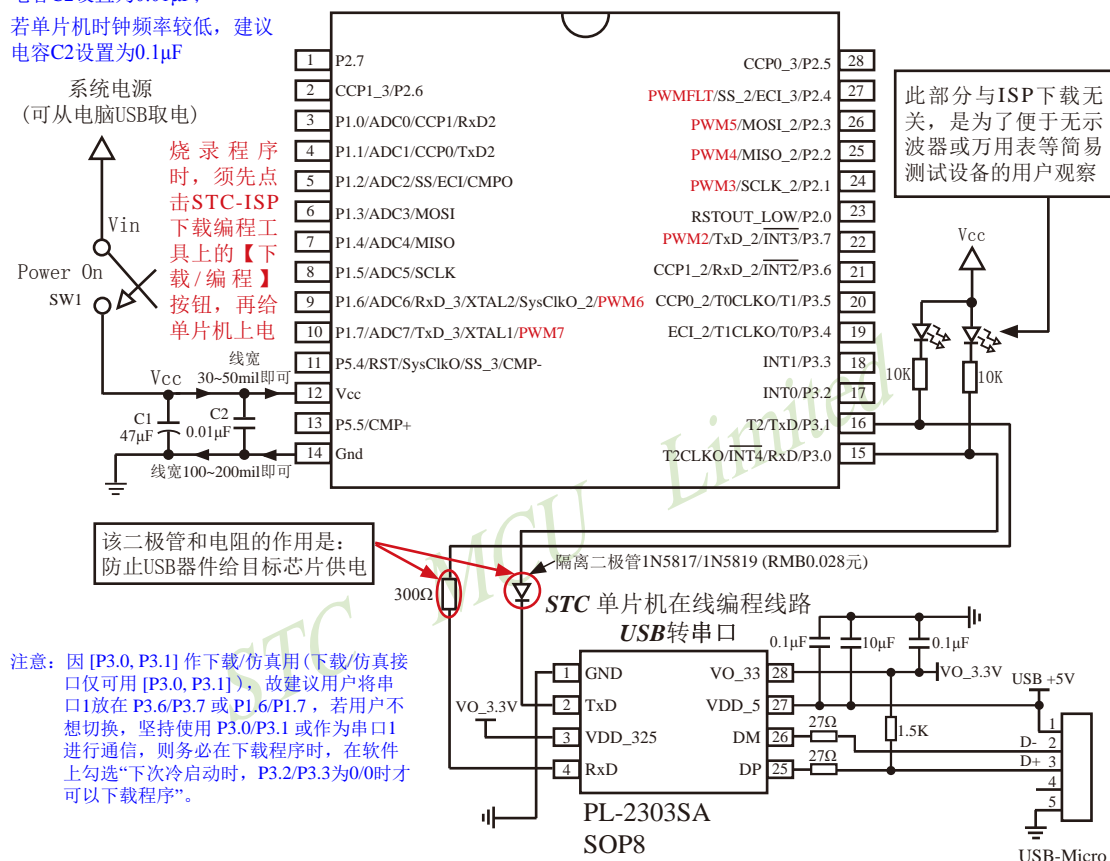 若单片机时钟频率较低，建议
电容C2设置为0.1μF
系统电源
(可从电脑USB取电)
烧录程序
时，须先点
击STC-ISP
下载编程工
具上的【下
载/编程】
按钮，再给
单片机上电
Vin
Power On
SW1
Vcc
线宽
30~50mil即可
C1
47μF
C2
0.01μF
线宽100~200mil即可
1 P2.7
2 CCP1_3/P2.6
3 P1.0/ADC0/CCP1/RxD2
4 P1.1/ADC1/CCP0/TxD2
5 P1.2/ADC2/SS/ECI/CMPO
6 P1.3/ADC3/MOSI
7 P1.4/ADC4/MISO
8 P1.5/ADC5/SCLK
9 P1.6/ADC6/RxD_3/XTAL2/SysClkO_2/PWM6
10 P1.7/ADC7/TxD_3/XTAL1/PWM7
11 P5.4/RST/SysClkO/SS_3/CMP-
12 Vcc
13 P5.5/CMP+
14 Gnd
CCP0_3/P2.5 28
PWMFLT/SS_2/ECI_3/P2.4 27
PWM5/MOSI_2/P2.3 26
PWM4/MISO_2/P2.2 25
PWM3/SCLK_2/P2.1 24
RSTOUT_LOW/P2.0 23
PWM2/TxD_2/INT3/P3.7 22
CCP1_2/RxD_2/INT2/P3.6 21
CCP0_2/T0CLKO/T1/P3.5 20
ECI_2/T1CLKO/T0/P3.4 19
INT1/P3.3 18
INT0/P3.2 17
T2/TxD/P3.1 16
T2CLKO/INT4/RxD/P3.0 15
此部分与ISP下载无
关，是为了便于无示
波器或万用表等简易
测试设备的用户观察
Vcc
10K
10K
STC MCU Limited
该二极管和电阻的作用是：
防止USB器件给目标芯片供电
300Ω
隔离二极管1N5817/1N5819 (RMB0.028元)
STC 单片机在线编程线路
USB转串口
注意：因 [P3.0, P3.1] 作下载/仿真用(下载/仿真接
口仅可用 [P3.0, P3.1])，故建议用户将串
口1放在 P3.6/P3.7 或 P1.6/P1.7，若用户不
想切换，坚持使用 P3.0/P3.1 或作为串口1
进行通信，则务必在下载程序时，在软件
上勾选“下次冷启动时，P3.2/P3.3为0/0时才
可以下载程序”。
VO_3.3V
1 GND
2 TxD
3 VDD_325
4 RxD
VO_33 28
VDD_5 27
DM 26
DP 25
PL-2303SA
SOP8
0.1μF
10μF
0.1μF
VO_3.3V
27Ω
27Ω
1.5K
USB +5V
1
D- 2
D+ 3
4
5
USB-Micro